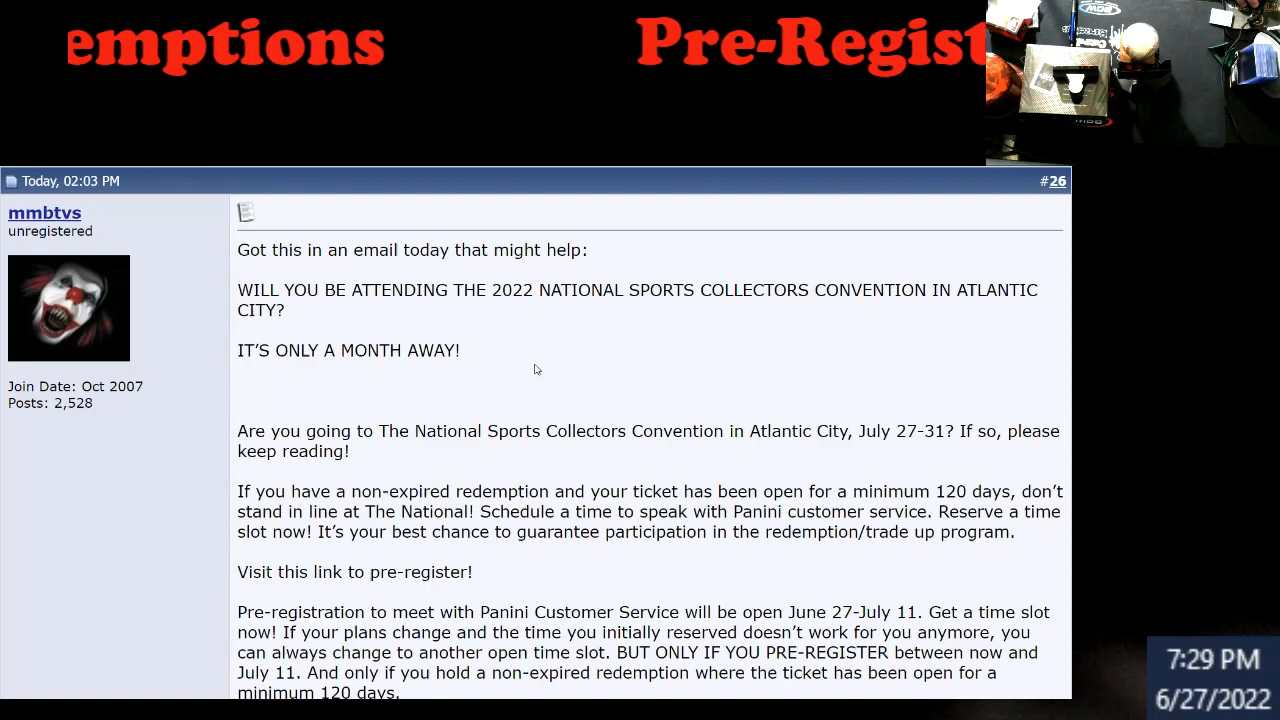 emptions Pre-Regist
Today, 02:03 PM #26
mmbtvs
unregistered
Join Date: Oct 2007
Posts: 2,528
Got this in an email today that might help:
WILL YOU BE ATTENDING THE 2022 NATIONAL SPORTS COLLECTORS CONVENTION IN ATLANTIC
CITY?
IT’S ONLY A MONTH AWAY!
Are you going to The National Sports Collectors Convention in Atlantic City, July 27-31? If so, please
keep reading!
If you have a non-expired redemption and your ticket has been open for a minimum 120 days, don’t
stand in line at The National! Schedule a time to speak with Panini customer service. Reserve a time
slot now! It’s your best chance to guarantee participation in the redemption/trade up program.
Visit this link to pre-register!
Pre-registration to meet with Panini Customer Service will be open June 27-July 11. Get a time slot
now! If your plans change and the time you initially reserved doesn’t work for you anymore, you
can always change to another open time slot. BUT ONLY IF YOU PRE-REGISTER between now and
July 11. And only if you hold a non-expired redemption where the ticket has been open for a
minimum 120 days.
7:29 PM
6/27/2022